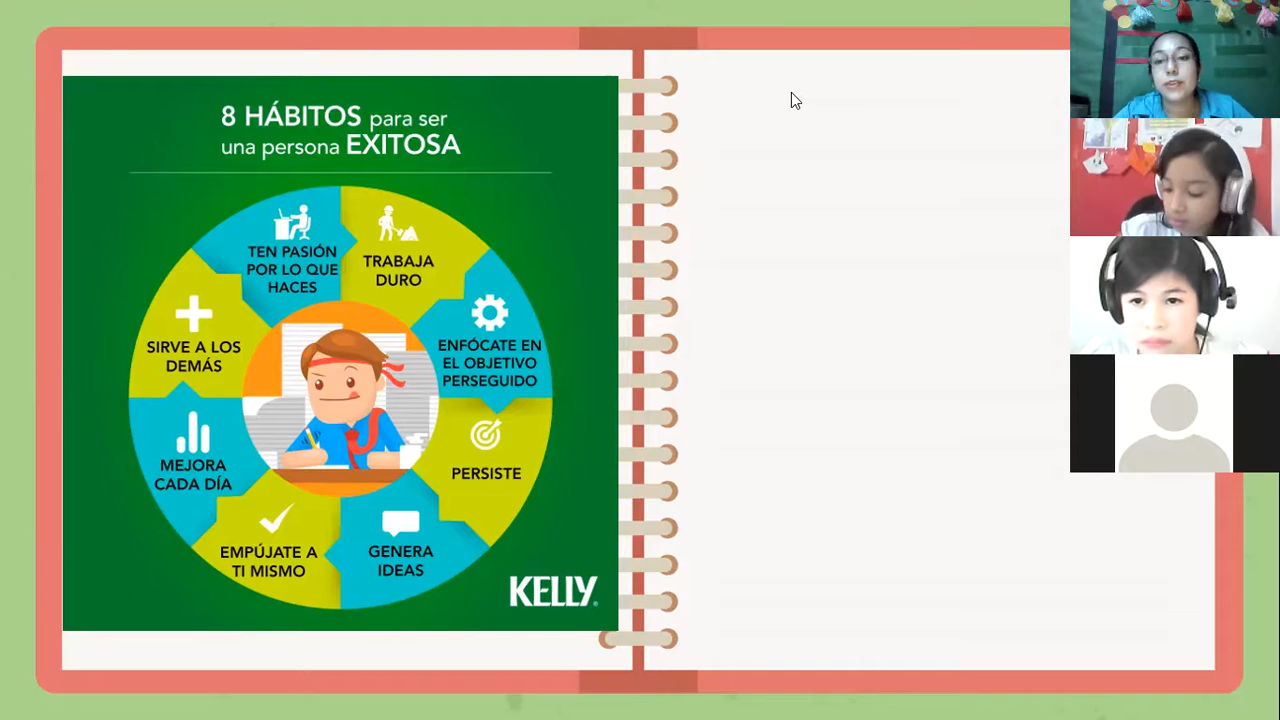 8 HÁBITOS para ser
una persona EXITOSA
TEN PASIÓN
POR LO QUE
HACES
TRABAJA
DURO
ENFÓCATE EN
EL OBJETIVO
PERSEGUIDO
PERSISTE
GENERA
IDEAS
EMPÚJATE A
TI MISMO
MEJORA
CADA DÍA
SIRVE A LOS
DEMÁS
KELLY